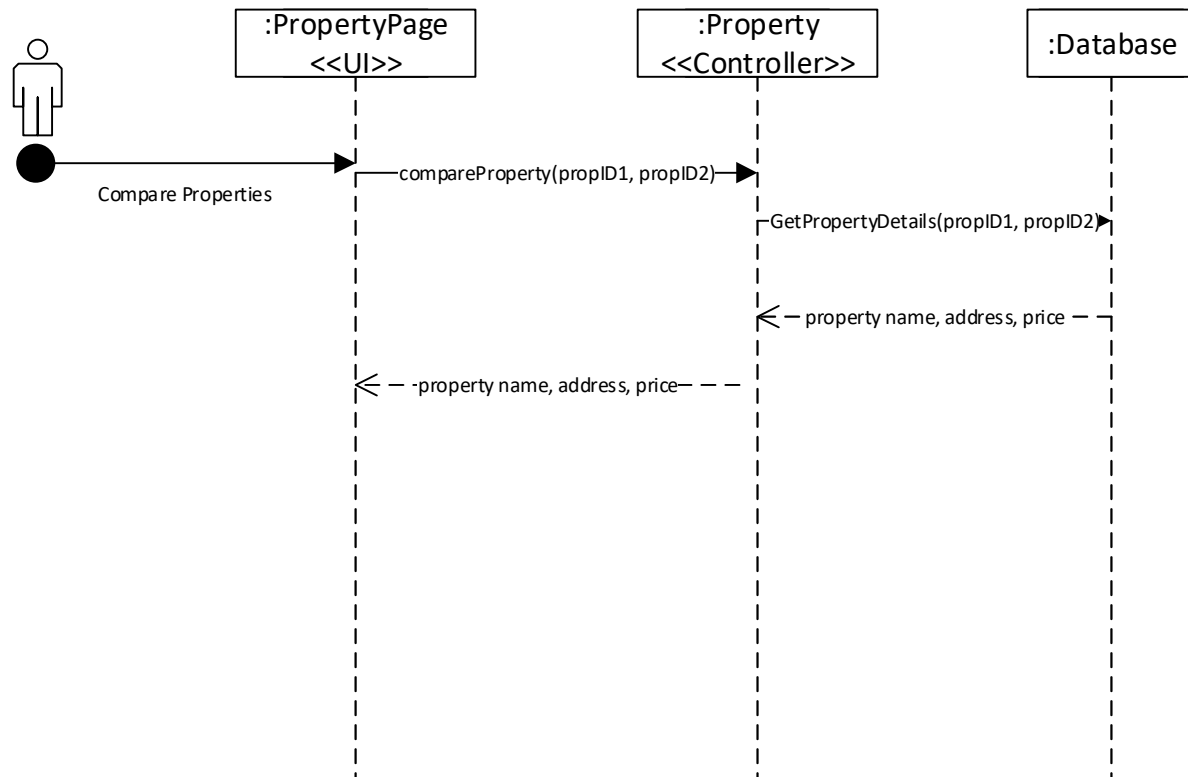 :PropertyPage
<<UI>>
:Property
<<Controller>>
:Database
Compare Properties
compareProperty(propID1, propID2)
GetPropertyDetails(propID1, propID2)
property name, address, price
property name, address, price